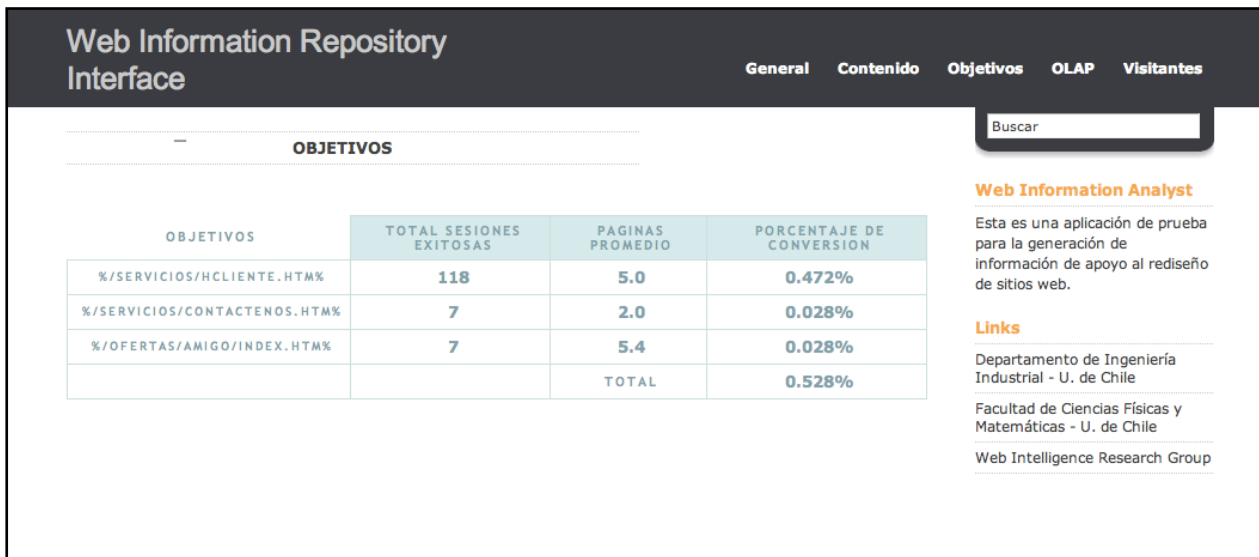 Web Information Repository
Interface
General Contenido Objetivos OLAP Visitantes
Buscar
OBJETIVOS
OBJETIVOS TOTAL SESIONES EXITOSAS PAGINAS PROMEDIO PORCENTAJE DE CONVERSION
%/SERVICIOS/HCLIENTE.HTM% 118 5.0 0.472%
%/SERVICIOS/CONTACTENOS.HTM% 7 2.0 0.028%
%/OFERTAS/AMIGO/INDEX.HTM% 7 5.4 0.028%
TOTAL 0.528%
Web Information Analyst
Esta es una aplicación de prueba
para la generación de
información de apoyo al rediseño
de sitios web.
Links
Departamento de Ingeniería
Industrial - U. de Chile
Facultad de Ciencias Físicas y
Matemáticas - U. de Chile
Web Intelligence Research Group